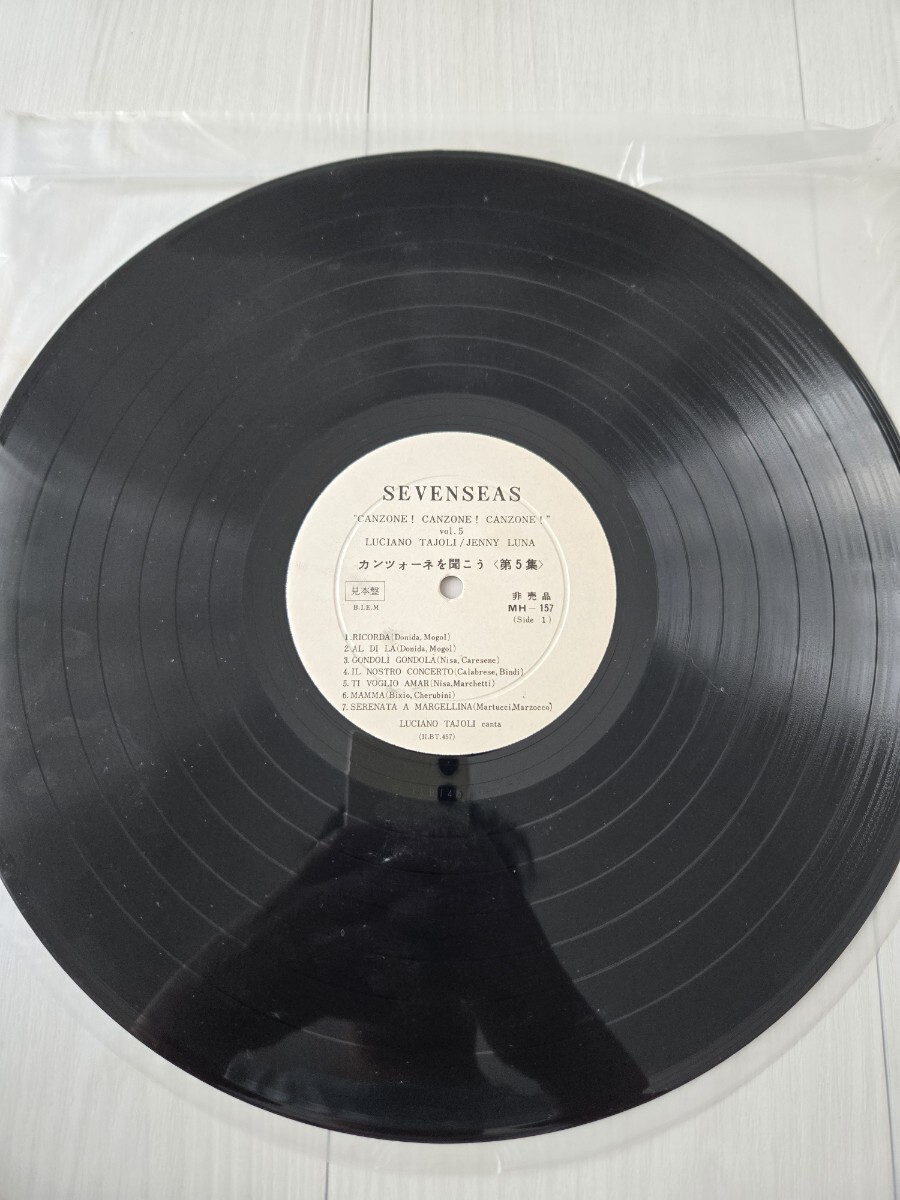 SEVENSEAS
"CANZONE! CANZONE! CANZONE!"
vol.5
LUCIANO TAJOLI/JENNY LUNA
カンツォーネを聞こう〈第5集〉
見本盤
非売品
B.I.E.M
MH-157
(Side 1)
1.RICORDA(Donida,Mogol)
2.AL DI LÀ(Donida,Mogol)
3.GONDOLÌ GONDOLÀ(Nisa,Caresene)
4.IL NOSTRO CONCERTO(Calabrese,Bindi)
5.TI VOGLIO AMAR(Nisa,Marchetti)
6.MAMMA(Bixio,Cherubini)
7.SERENATA A MARGELLINA(Martucci,Marzocco)
LUCIANO TAJOLI canta